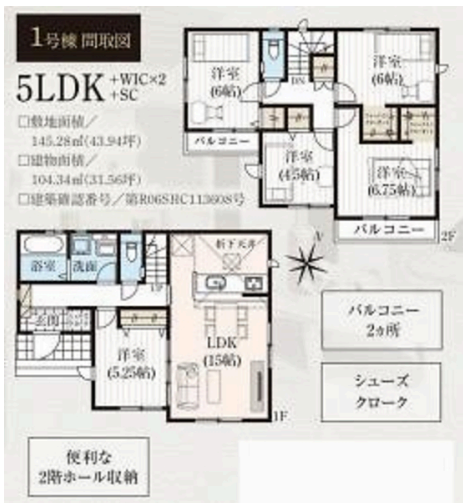 1号棟 間取図
5LDK +WIC×2
+SC
□敷地面積／
145.28㎡(43.94坪)
□建物面積／
104.34㎡(31.56坪)
□建築確認番号／第R06SHC113608号
洋室
(6帖)
DN
洋室
(6帖)
バルコニー
洋室
(4.5帖)
洋室
(6.75帖)
バルコニー
2F
浴室
洗面
UP
折下天井
玄関
洋室
(5.25帖)
LDK
(15帖)
1F
N
バルコニー
2カ所
シューズ
クローク
便利な
2階ホール収納